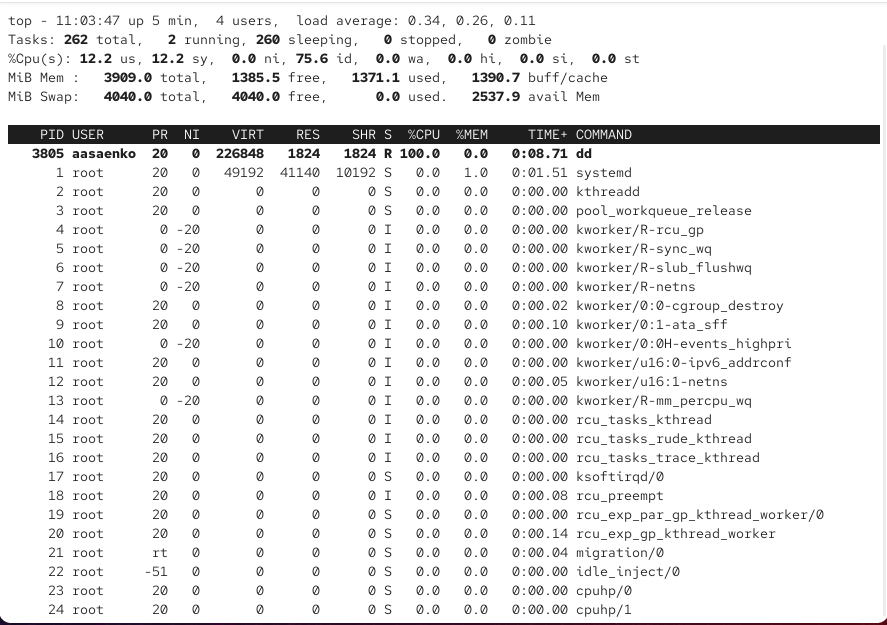 top - 11:03:47 up 5 min,  4 users,  load average: 0.34, 0.26, 0.11
Tasks: 262 total,   2 running, 260 sleeping,   0 stopped,   0 zombie
%Cpu(s): 12.2 us, 12.2 sy,  0.0 ni, 75.6 id,  0.0 wa,  0.0 hi,  0.0 si,  0.0 st
MiB Mem :   3909.0 total,   1385.5 free,   1371.1 used,   1390.7 buff/cache
MiB Swap:   4040.0 total,   4040.0 free,      0.0 used.   2537.9 avail Mem
    PID USER      PR  NI    VIRT    RES    SHR S  %CPU  %MEM     TIME+ COMMAND
   3805 aasaenko  20   0  226848   1824   1824 R 100.0   0.0   0:08.71 dd
      1 root      20   0   49192  41140  10192 S   0.0   1.0   0:01.51 systemd
      2 root      20   0       0      0      0 S   0.0   0.0   0:00.00 kthreadd
      3 root      20   0       0      0      0 S   0.0   0.0   0:00.00 pool_workqueue_release
      4 root       0 -20       0      0      0 I   0.0   0.0   0:00.00 kworker/R-rcu_gp
      5 root       0 -20       0      0      0 I   0.0   0.0   0:00.00 kworker/R-sync_wq
      6 root       0 -20       0      0      0 I   0.0   0.0   0:00.00 kworker/R-slub_flushwq
      7 root       0 -20       0      0      0 I   0.0   0.0   0:00.00 kworker/R-netns
      8 root      20   0       0      0      0 I   0.0   0.0   0:00.02 kworker/0:0-cgroup_destroy
      9 root      20   0       0      0      0 I   0.0   0.0   0:00.10 kworker/0:1-ata_sff
     10 root       0 -20       0      0      0 I   0.0   0.0   0:00.00 kworker/0:0H-events_highpri
     11 root      20   0       0      0      0 I   0.0   0.0   0:00.00 kworker/u16:0-ipv6_addrconf
     12 root      20   0       0      0      0 I   0.0   0.0   0:00.05 kworker/u16:1-netns
     13 root       0 -20       0      0      0 I   0.0   0.0   0:00.00 kworker/R-mm_percpu_wq
     14 root      20   0       0      0      0 I   0.0   0.0   0:00.00 rcu_tasks_kthread
     15 root      20   0       0      0      0 I   0.0   0.0   0:00.00 rcu_tasks_rude_kthread
     16 root      20   0       0      0      0 I   0.0   0.0   0:00.00 rcu_tasks_trace_kthread
     17 root      20   0       0      0      0 S   0.0   0.0   0:00.00 ksoftirqd/0
     18 root      20   0       0      0      0 I   0.0   0.0   0:00.08 rcu_preempt
     19 root      20   0       0      0      0 S   0.0   0.0   0:00.00 rcu_exp_par_gp_kthread_worker/0
     20 root      20   0       0      0      0 S   0.0   0.0   0:00.14 rcu_exp_gp_kthread_worker
     21 root      rt   0       0      0      0 S   0.0   0.0   0:00.04 migration/0
     22 root     -51   0       0      0      0 S   0.0   0.0   0:00.00 idle_inject/0
     23 root      20   0       0      0      0 S   0.0   0.0   0:00.00 cpuhp/0
     24 root      20   0       0      0      0 S   0.0   0.0   0:00.00 cpuhp/1